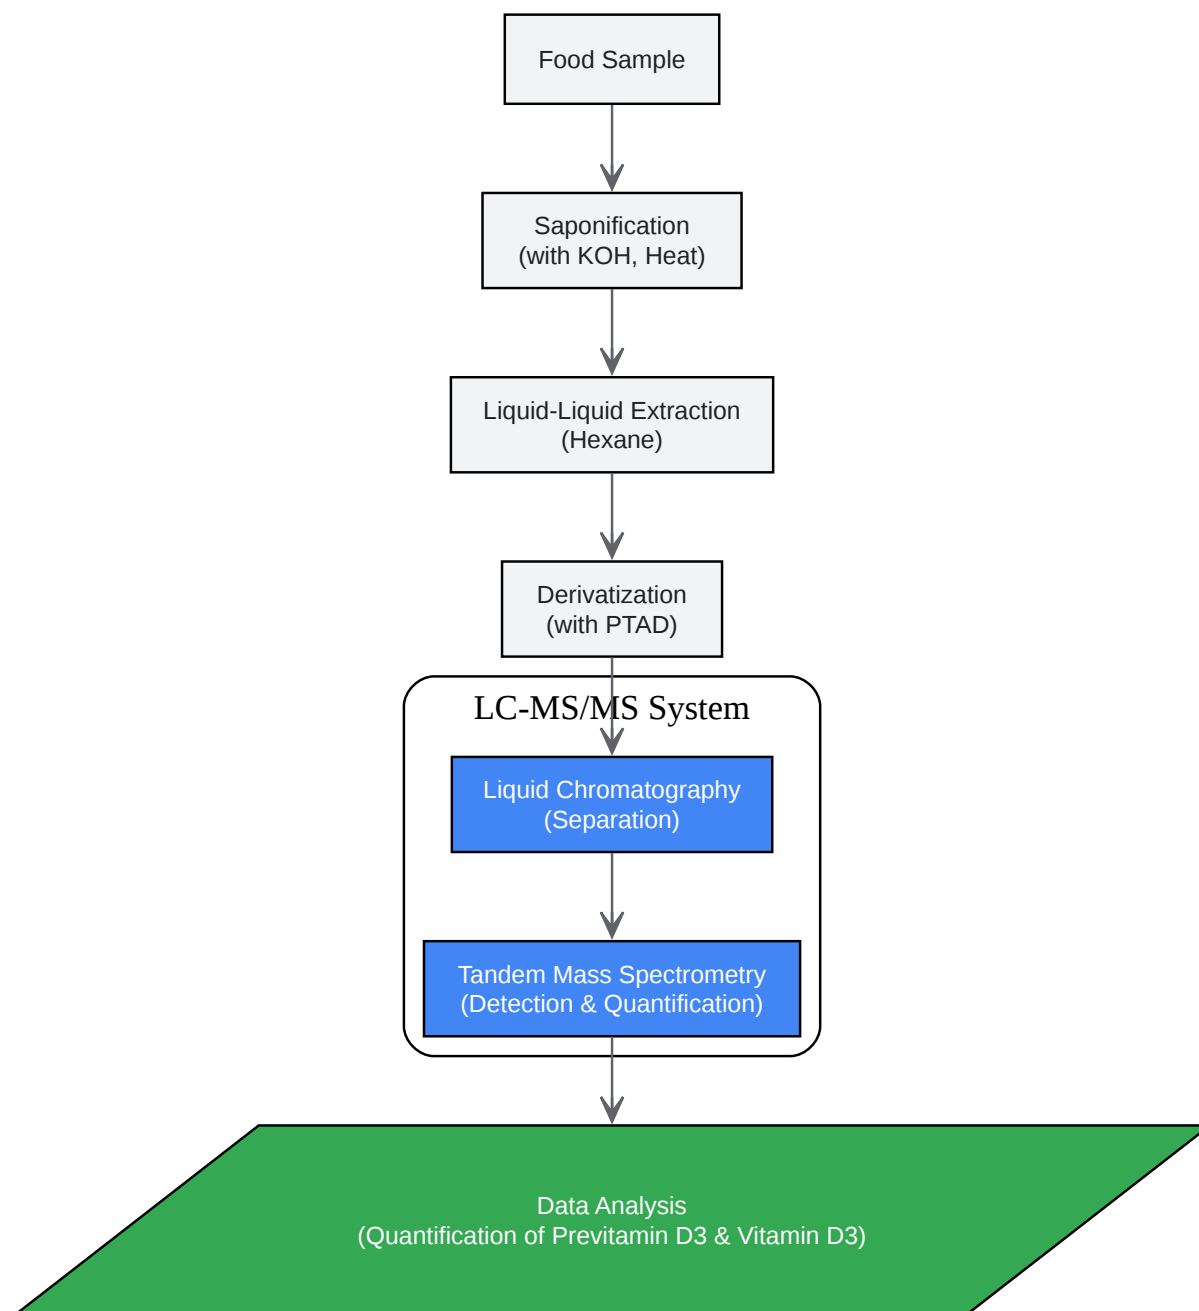 Food Sample
Saponification
(with KOH, Heat)
Liquid-Liquid Extraction
(Hexane)
Derivatization
(with PTAD)
LC-MS/MS System
Liquid Chromatography
(Separation)
Tandem Mass Spectrometry
(Detection & Quantification)
Data Analysis
(Quantification of Previtamin D3 & Vitamin D3)